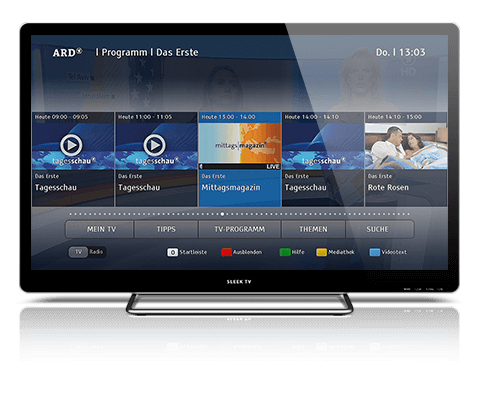 ARD | Programm | Das Erste
Do. | 13:03
HD
Heute 09:00 - 09:05
Heute 11:00 - 11:05
Heute 13:00 - 14:00
Heute 14:00 - 14:10
Heute 14:10 - 15:00
tagesschau
tagesschau
mittagsmagazin
tagesschau
LIVE
Das Erste
Das Erste
Das Erste
Das Erste
Das Erste
Tagesschau
Tagesschau
Mittagsmagazin
Tagesschau
Rote Rosen
MEIN TV
TIPPS
TV-PROGRAMM
THEMEN
SUCHE
TV Radio
0 Startleiste
Ausblenden
Hilfe
Mediathek
Videotext
SLEEK TV